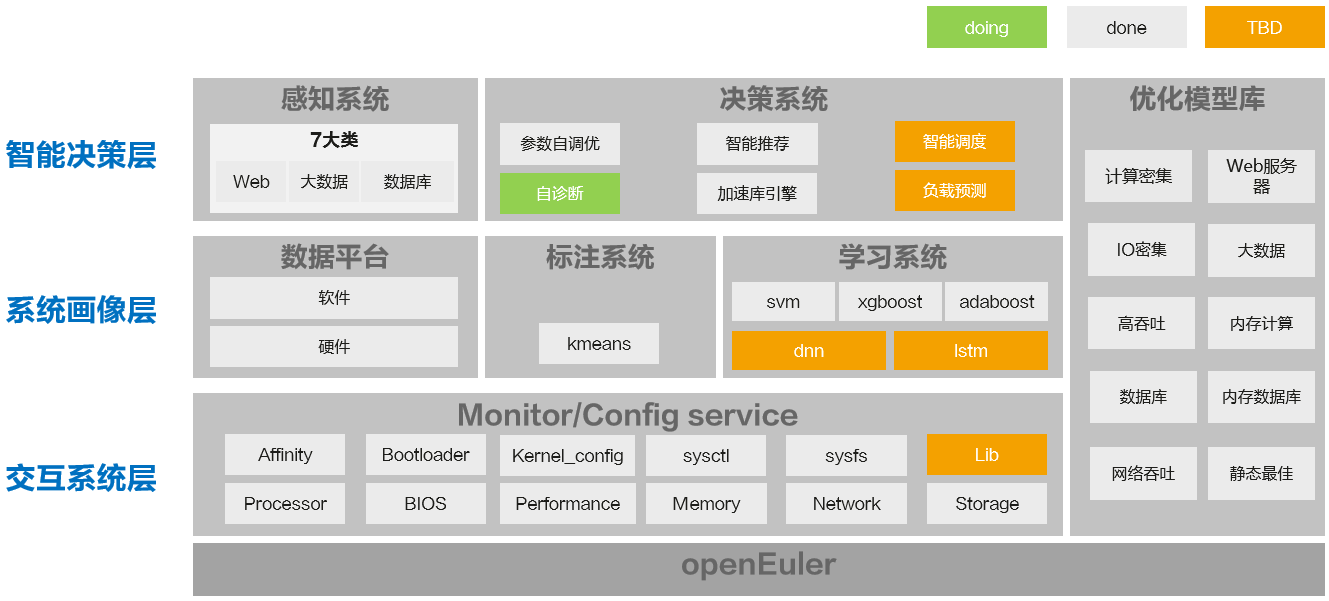 doing
done
TBD
智能决策层
感知系统
7大类
Web
大数据
数据库
决策系统
参数自调优
智能推荐
智能调度
自诊断
加速库引擎
负载预测
系统画像层
数据平台
软件
硬件
标注系统
kmeans
学习系统
svm
xgboost
adaboost
dnn
lstm
交互系统层
Monitor/Config service
Affinity
Bootloader
Kernel_config
sysctl
sysfs
Lib
Processor
BIOS
Performance
Memory
Network
Storage
优化模型库
计算密集
Web服务
器
IO密集
大数据
高吞吐
内存计算
数据库
内存数据库
网络吞吐
静态最佳
openEuler